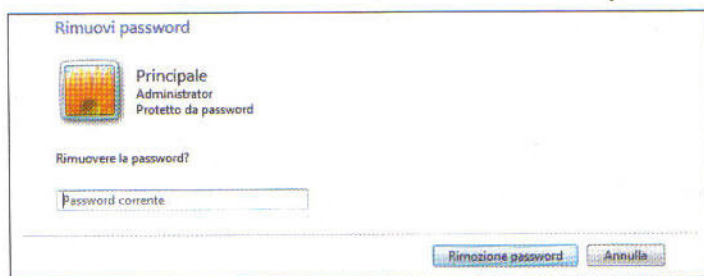 Rimuovi password
Principale
Administrator
Protetto da password
Rimuovere la password?
Password corrente
Rimozione password
Annulla